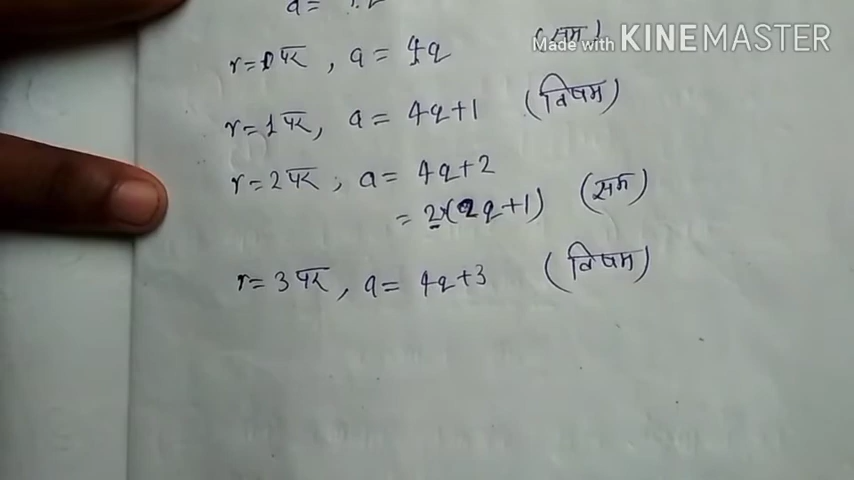 a =
r = 0 पर , a = 4q (सम)
Made with KINEMASTER
r = 1 पर, a = 4q+1 (विषम)
r = 2 पर, a = 4q+2
= 2×(2q+1) (सम)
r = 3 पर, a = 4q+3 (विषम)